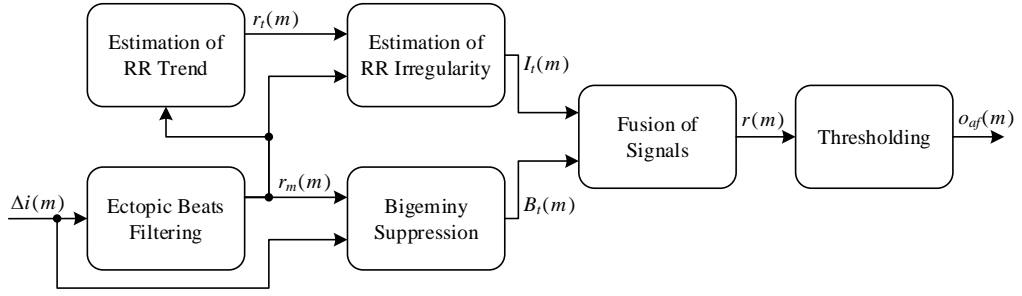 r_t(m)
Estimation of
RR Trend
Estimation of
RR Irregularity
I_t(m)
Fusion of
Signals
r(m)
Thresholding
o_af(m)
Δi(m)
Ectopic Beats
Filtering
r_m(m)
Bigeminy
Suppression
B_t(m)